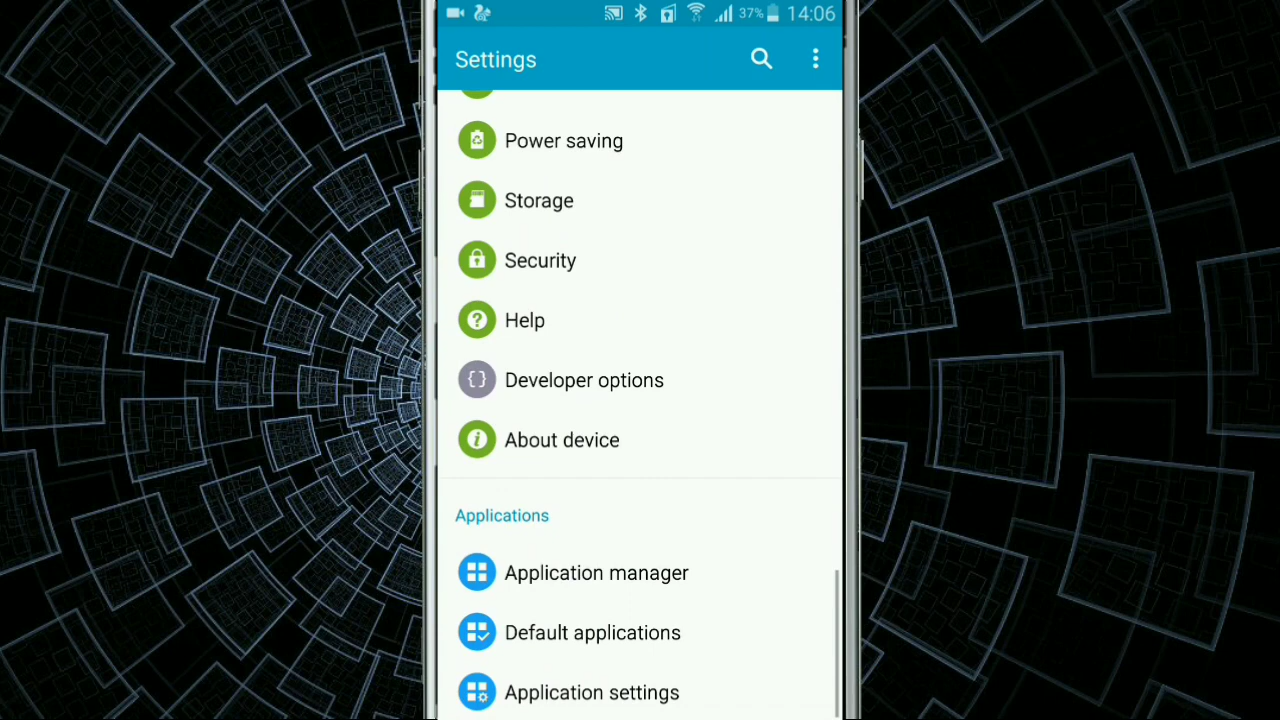 37% 14:06
Settings
Power saving
Storage
Security
Help
Developer options
About device
Applications
Application manager
Default applications
Application settings